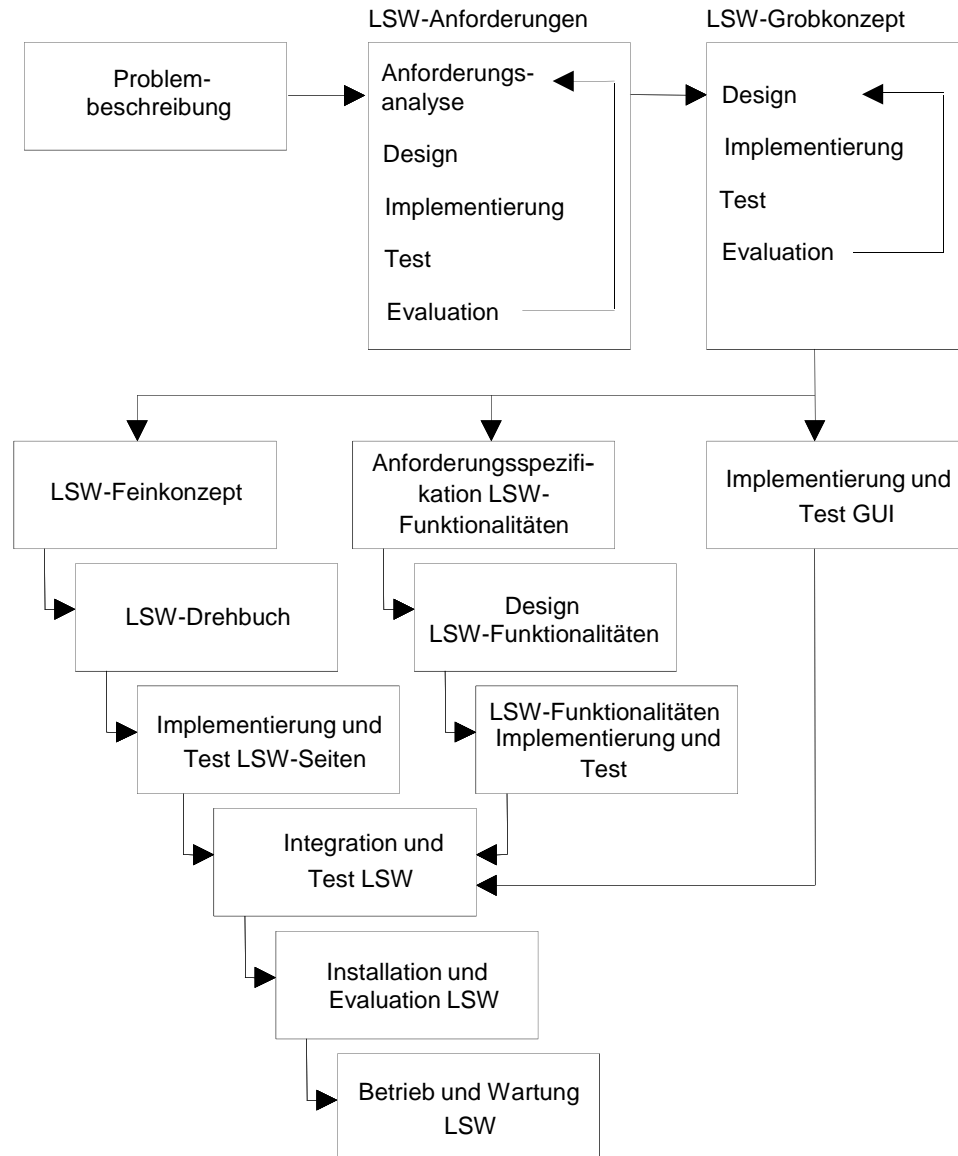 LSW-Anforderungen
LSW-Grobkonzept
Problem-
beschreibung
Anforderungs-
analyse
Design
Implementierung
Test
Evaluation
Design
Implementierung
Test
Evaluation
LSW-Feinkonzept
Anforderungsspezifi-
kation LSW-
Funktionalitäten
Implementierung und
Test GUI
LSW-Drehbuch
Design
LSW-Funktionalitäten
Implementierung und
Test LSW-Seiten
LSW-Funktionalitäten
Implementierung und
Test
Integration und
Test LSW
Installation und
Evaluation LSW
Betrieb und Wartung
LSW